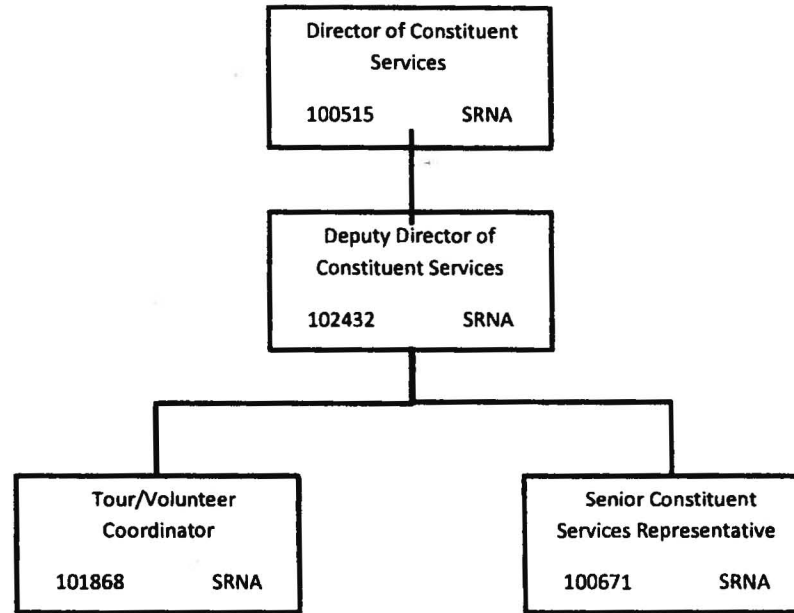 Director of Constituent
Services
100515 SRNA
Deputy Director of
Constituent Services
102432 SRNA
Tour/Volunteer
Coordinator
101868 SRNA
Senior Constituent
Services Representative
100671 SRNA